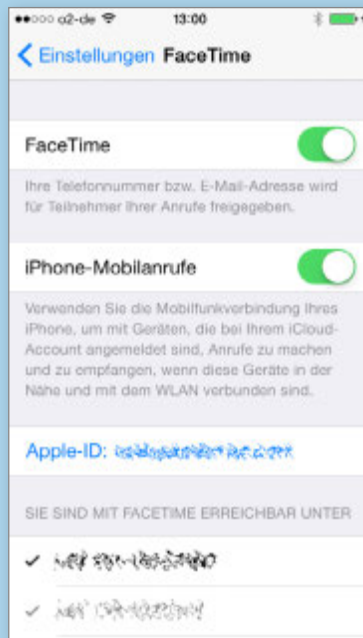 o2-de 13:00
Einstellungen FaceTime
FaceTime
Ihre Telefonnummer bzw. E-Mail-Adresse wird
für Teilnehmer Ihrer Anrufe freigegeben.
iPhone-Mobilanrufe
Verwenden Sie die Mobilfunkverbindung Ihres
iPhone, um mit Geräten, die bei Ihrem iCloud-
Account angemeldet sind, Anrufe zu machen
und zu empfangen, wenn diese Geräte in der
Nähe und mit dem WLAN verbunden sind.
Apple-ID:
SIE SIND MIT FACETIME ERREICHBAR UNTER